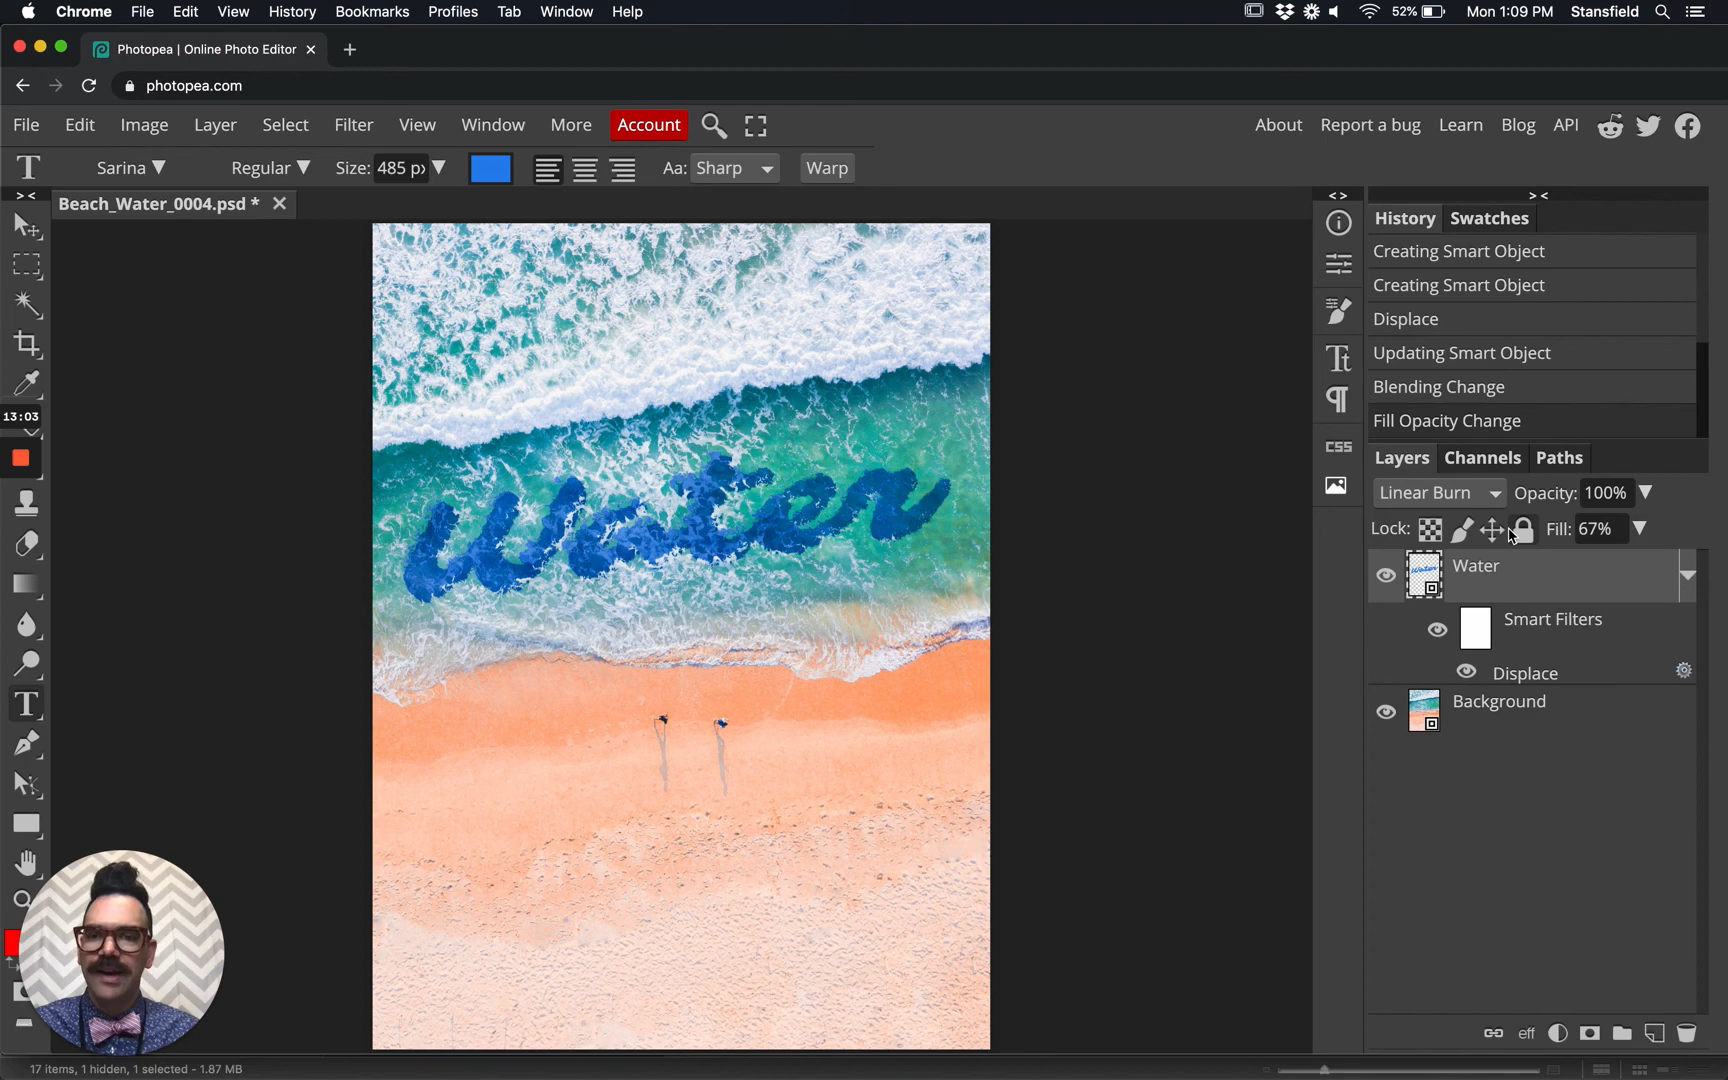 Chrome File Edit View History Bookmarks Profiles Tab Window Help 52% Mon 1:09 PM Stansfield
Photopea | Online Photo Editor
photopea.com
File Edit Image Layer Select Filter View Window More Account About Report a bug Learn Blog API
T Sarina Regular Size: 485 px Aa: Sharp Warp
> < < > > <
Beach_Water_0004.psd *
History Swatches
Creating Smart Object
Creating Smart Object
Displace
Updating Smart Object
Blending Change
Fill Opacity Change
13:03
CSS
Layers Channels Paths
Linear Burn Opacity: 100%
Lock: Fill: 67%
Water
Water
Smart Filters
Displace
Background
eff
17 items, 1 hidden, 1 selected - 1.87 MB